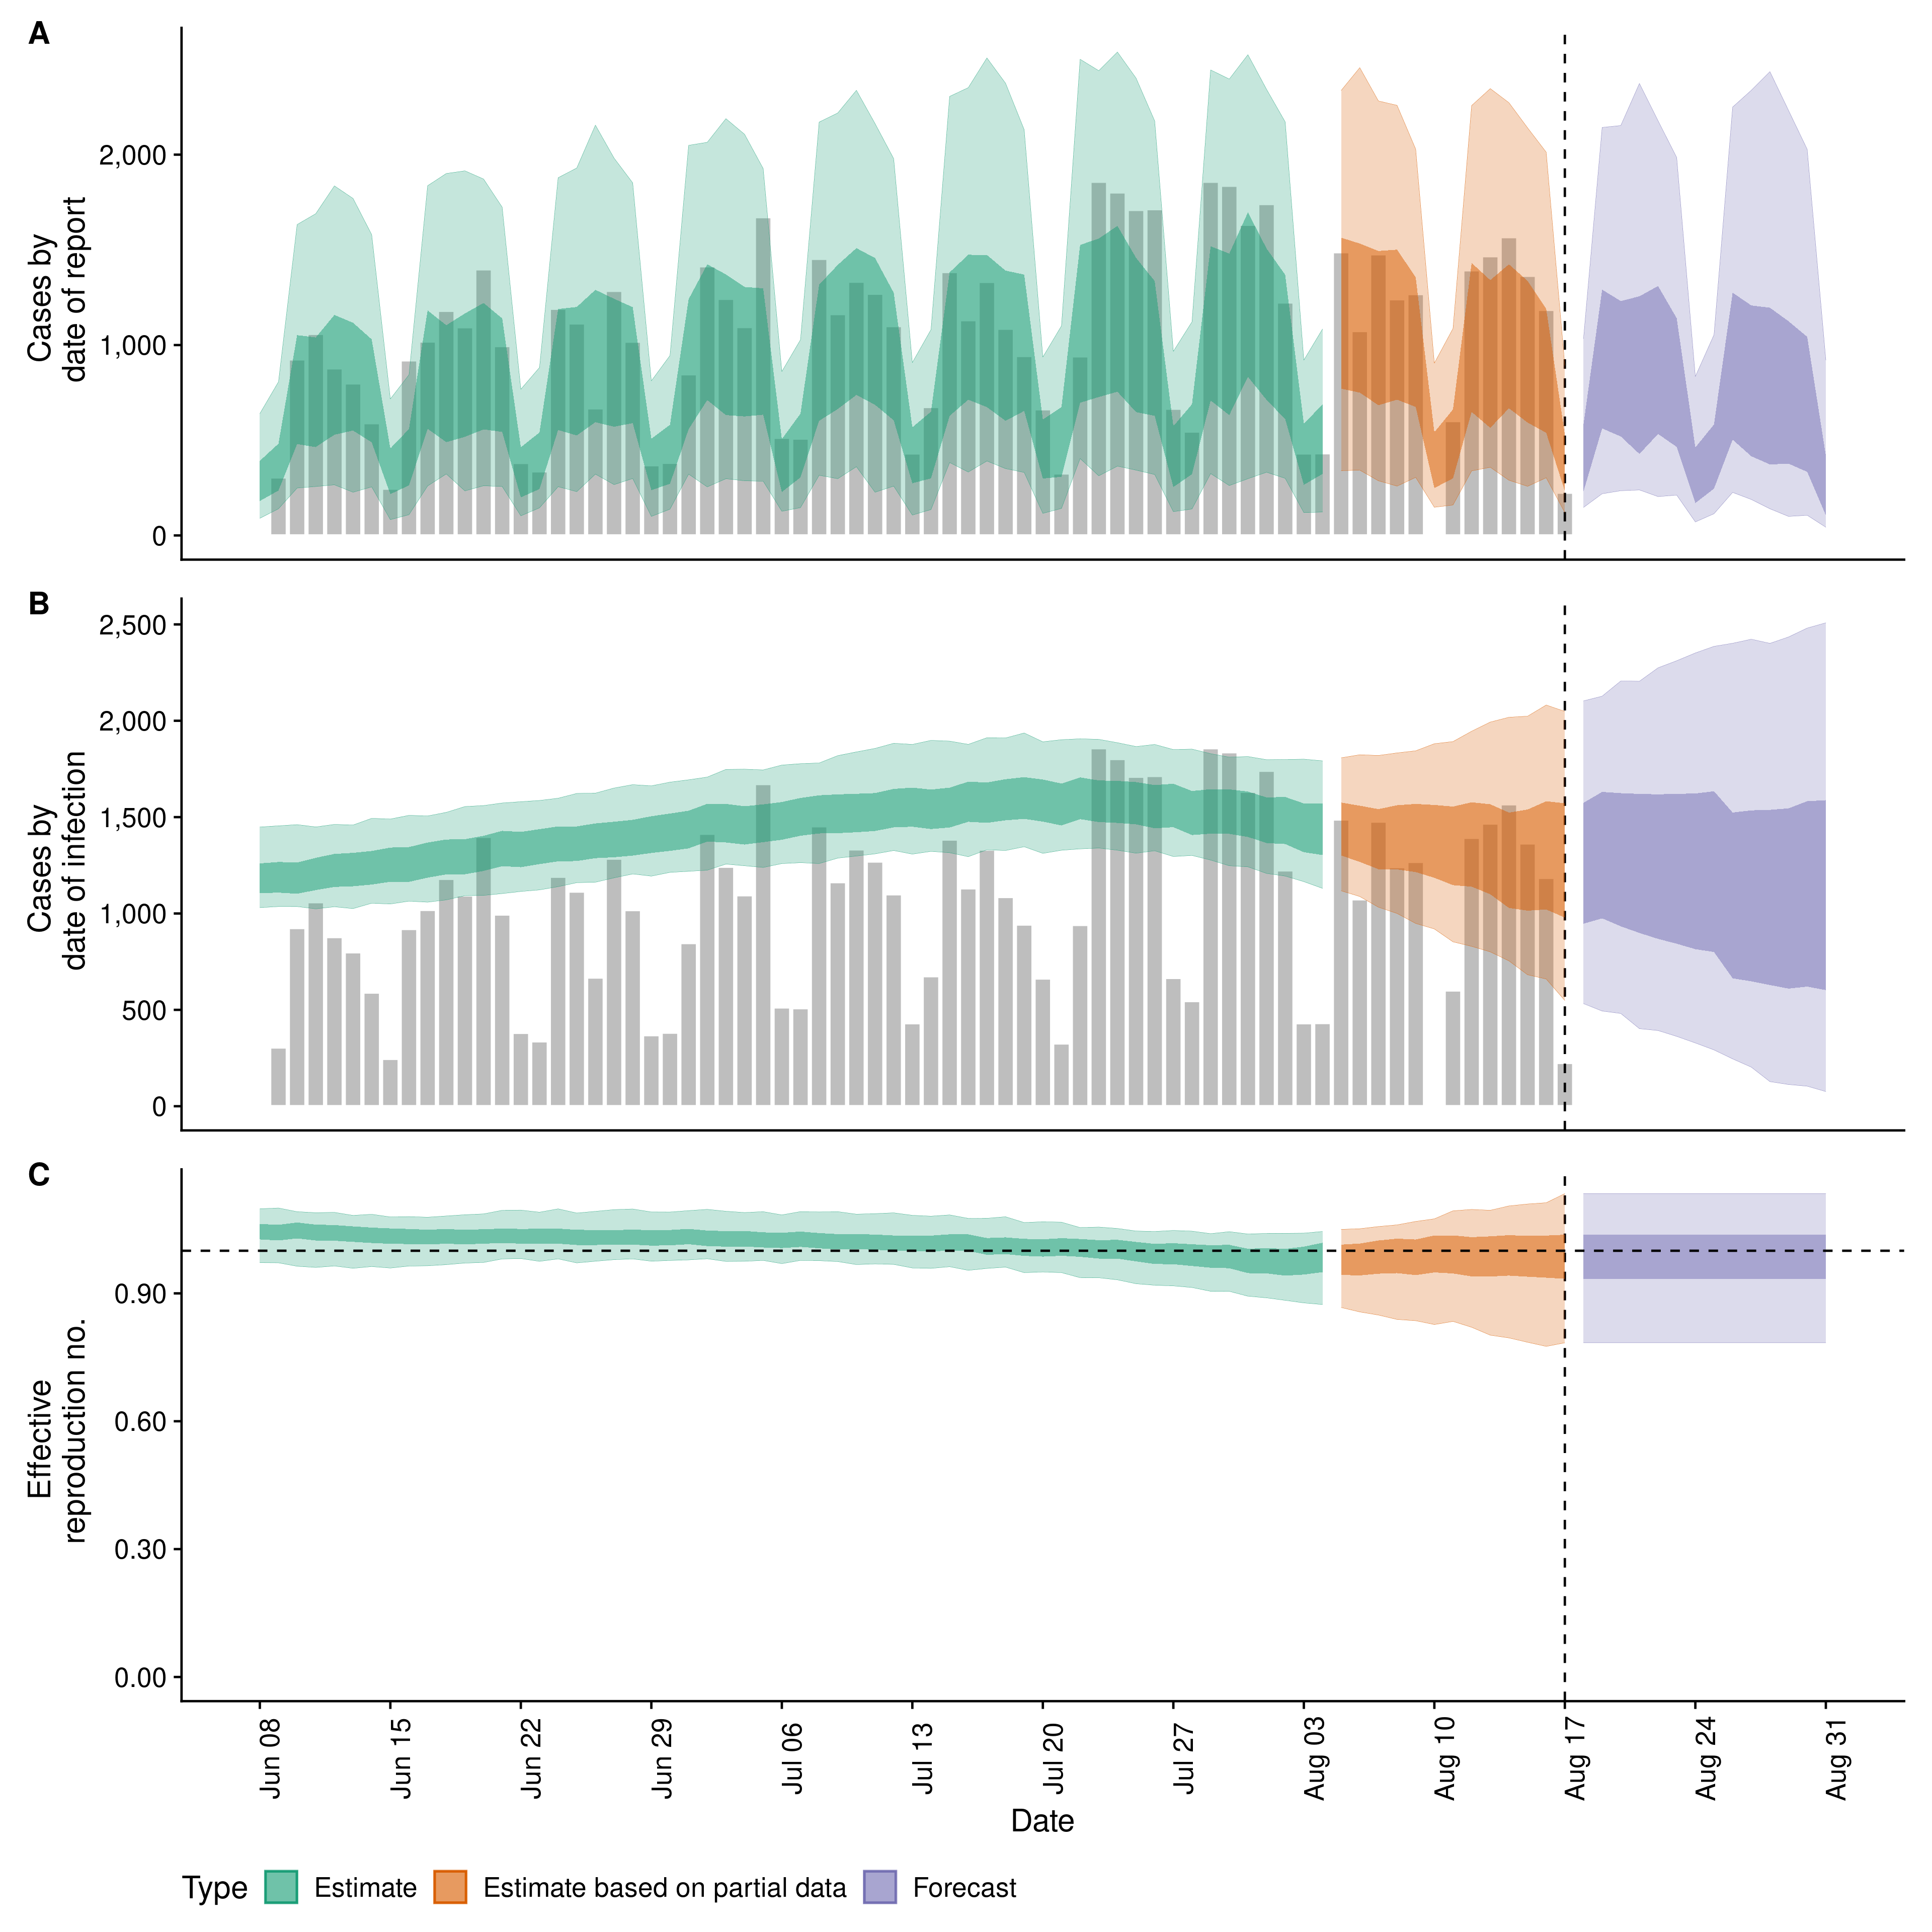 A
Cases by
date of report
2,000
1,000
0
B
Cases by
date of infection
2,500
2,000
1,500
1,000
500
0
C
Effective
reproduction no.
0.90
0.60
0.30
0.00
Jun 08
Jun 15
Jun 22
Jun 29
Jul 06
Jul 13
Jul 20
Jul 27
Aug 03
Aug 10
Aug 17
Aug 24
Aug 31
Date
Type Estimate Estimate based on partial data Forecast